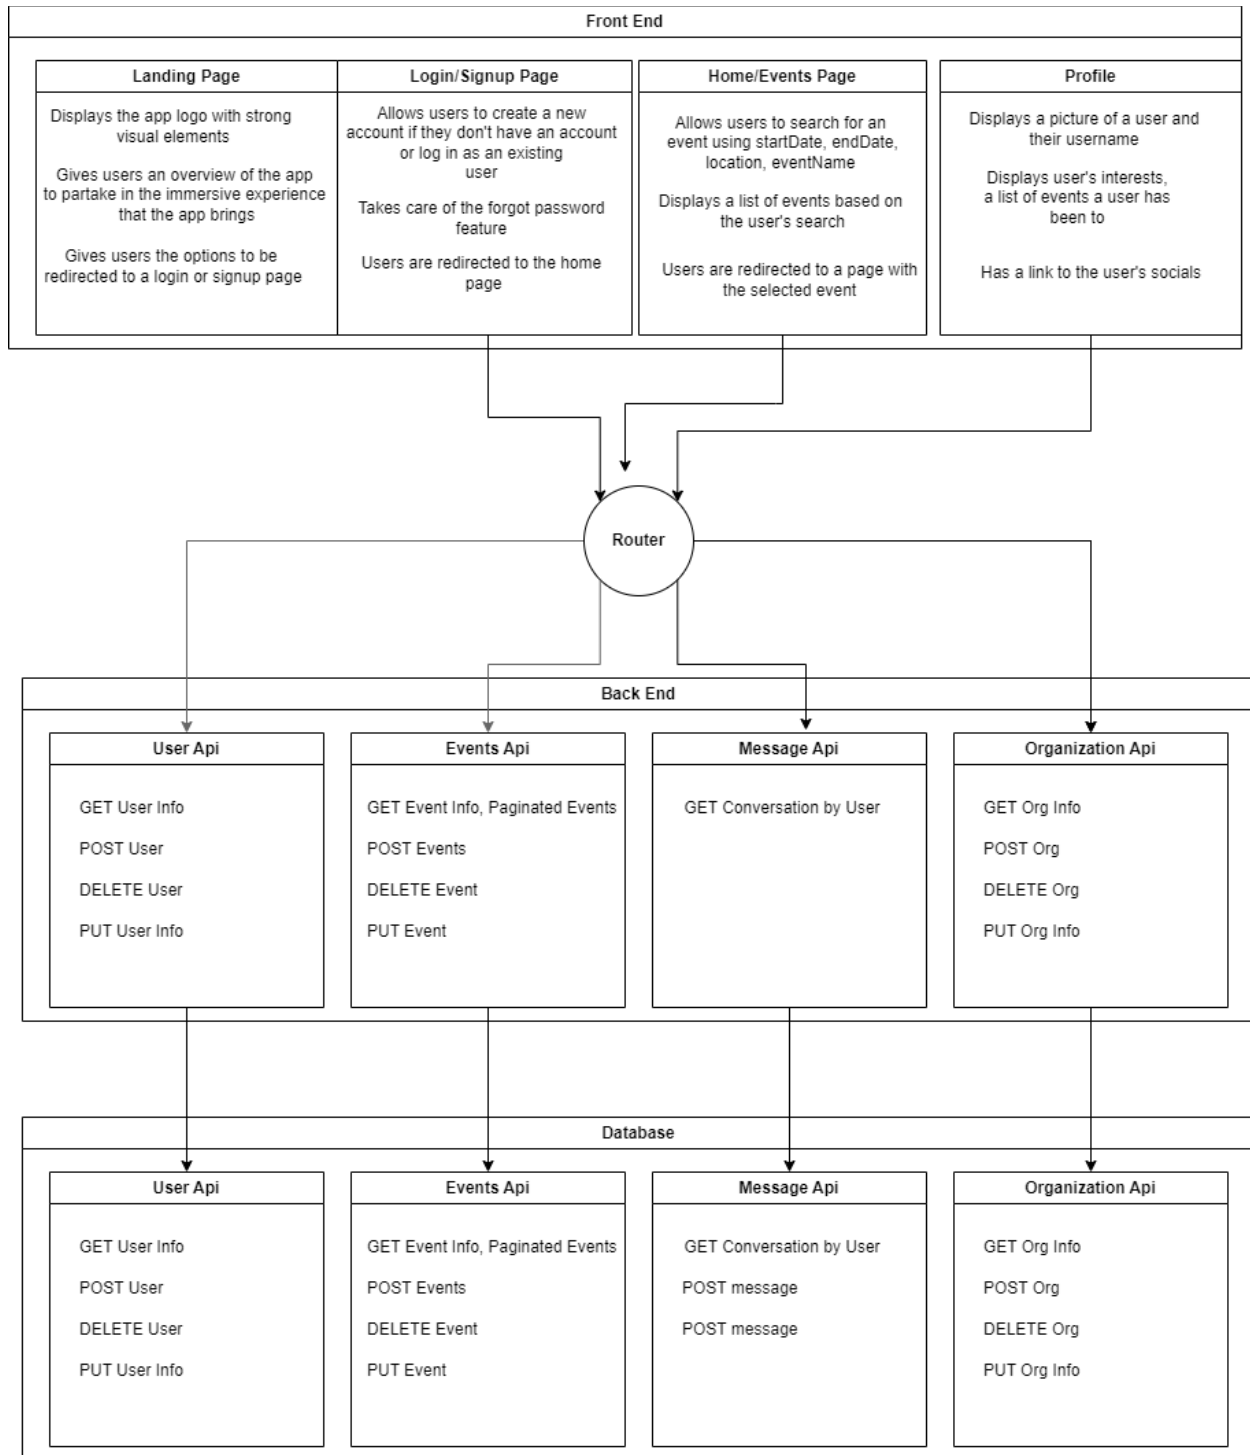 Front End
Landing Page
Displays the app logo with strong
visual elements
Gives users an overview of the app
to partake in the immersive experience
that the app brings
Gives users the options to be
redirected to a login or signup page
Login/Signup Page
Allows users to create a new
account if they don't have an account
or log in as an existing
user
Takes care of the forgot password
feature
Users are redirected to the home
page
Home/Events Page
Allows users to search for an
event using startDate, endDate,
location, eventName
Displays a list of events based on
the user's search
Users are redirected to a page with
the selected event
Profile
Displays a picture of a user and
their username
Displays user's interests,
a list of events a user has
been to
Has a link to the user's socials
Router
Back End
User Api
GET User Info
POST User
DELETE User
PUT User Info
Events Api
GET Event Info, Paginated Events
POST Events
DELETE Event
PUT Event
Message Api
GET Conversation by User
Organization Api
GET Org Info
POST Org
DELETE Org
PUT Org Info
Database
User Api
GET User Info
POST User
DELETE User
PUT User Info
Events Api
GET Event Info, Paginated Events
POST Events
DELETE Event
PUT Event
Message Api
GET Conversation by User
POST message
POST message
Organization Api
GET Org Info
POST Org
DELETE Org
PUT Org Info